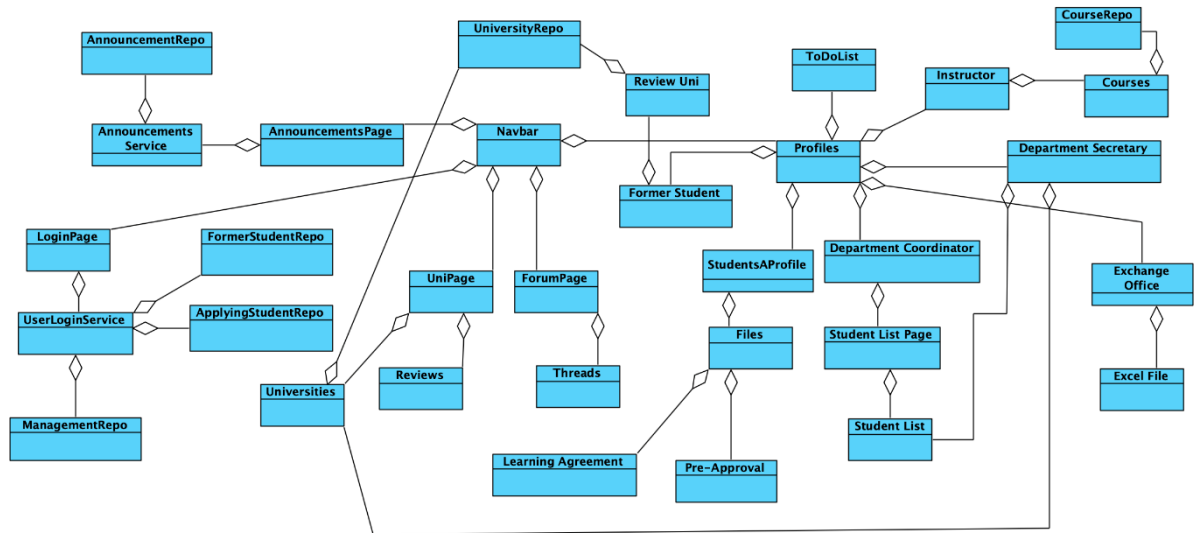 UniversityRepo
CourseRepo
AnnouncementRepo
ToDoList
Instructor
Review Uni
Courses
Announcements
Service
AnnouncementsPage
Navbar
Profiles
Department Secretary
Former Student
LoginPage
FormerStudentRepo
Department Coordinator
StudentsAProfile
Exchange
Office
UniPage
ForumPage
UserLoginService
ApplyingStudentRepo
Files
Student List Page
Reviews
Threads
Excel File
Universities
ManagementRepo
Student List
Learning Agreement
Pre-Approval